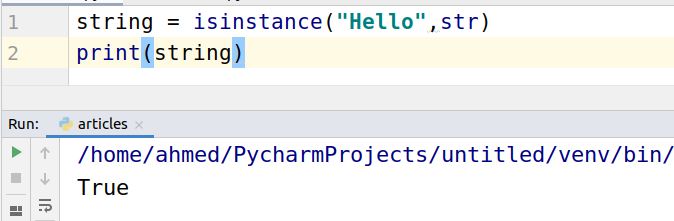 1 string = isinstance("Hello",str)
2 print(string)
Run: articles ×
/home/ahmed/PycharmProjects/untitled/venv/bin/
True